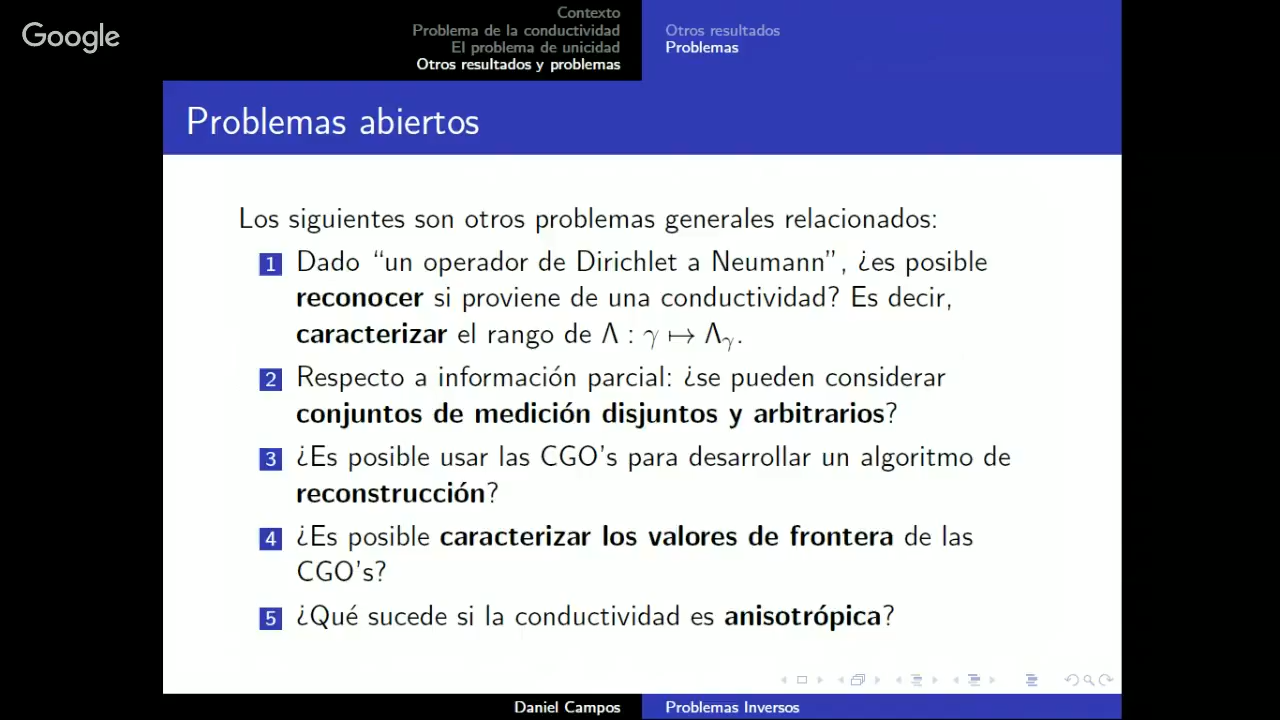 Google
Contexto
Problema de la conductividad
El problema de unicidad
Otros resultados y problemas
Otros resultados
Problemas
Problemas abiertos
Los siguientes son otros problemas generales relacionados:
1 Dado “un operador de Dirichlet a Neumann”, ¿es posible
reconocer si proviene de una conductividad? Es decir,
caracterizar el rango de Λ : γ ↦ Λγ.
2 Respecto a información parcial: ¿se pueden considerar
conjuntos de medición disjuntos y arbitrarios?
3 ¿Es posible usar las CGO’s para desarrollar un algoritmo de
reconstrucción?
4 ¿Es posible caracterizar los valores de frontera de las
CGO’s?
5 ¿Qué sucede si la conductividad es anisotrópica?
Daniel Campos
Problemas Inversos